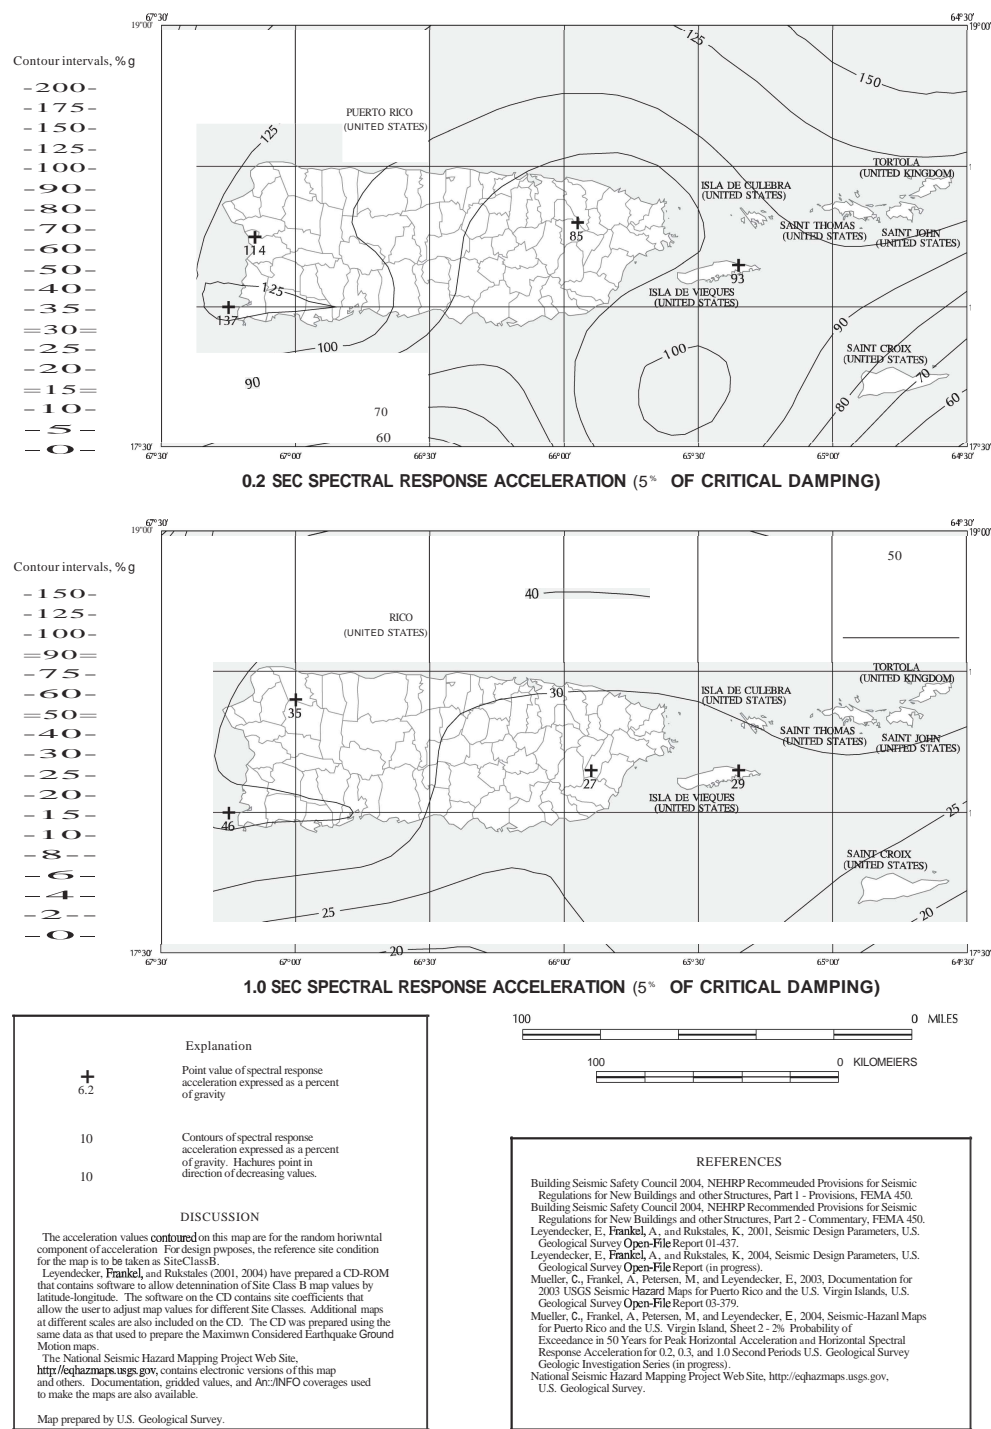 67°30'
64°30'
19°00'
19°00'
Contour intervals, % g
-200-
-175-
-150-
-125-
-100-
-90-
-80-
-70-
-60-
-50-
-40-
-35-
=30=
-25-
-20-
=15=
-10-
-5-
-0-
125
150
125
PUERTO RICO
(UNITED STATES)
TORTOLA
(UNITED KINGDOM)
ISLA DE CULEBRA
(UNITED STATES)
SAINT THOMAS -
(UNITED STATES)
SAINT JOHN
(UNITED STATES)
114
85
93
125
137
ISLA DE VIEQUES
(UNITED STATES)
100
100
90
SAINT CROIX
(UNITED STATES)
90
70
80
60
70
60
17°30'
17°30'
67°30'
67°00'
66°30'
66°00'
65°30'
65°00'
64°30'
0.2 SEC SPECTRAL RESPONSE ACCELERATION (5% OF CRITICAL DAMPING)
67°30'
64°30'
19°00'
19°00'
Contour intervals, % g
-150-
-125-
-100-
=90=
-75-
-60-
=50=
-40-
-30-
-25-
-20-
-15-
-10-
-8--
-6-
-4-
-2--
-0-
50
40
RICO
(UNITED STATES)
TORTOLA
(UNITED KINGDOM)
30
ISLA DE CULEBRA
(UNITED STATES)
35
SAINT THOMAS -
(UNITED STATES)
SAINT JOHN
(UNITED STATES)
27
29
ISLA DE VIEQUES
(UNITED STATES)
46
25
SAINT CROIX
(UNITED STATES)
25
20
20
17°30'
17°30'
67°30'
67°00'
66°30'
66°00'
65°30'
65°00'
64°30'
1.0 SEC SPECTRAL RESPONSE ACCELERATION (5% OF CRITICAL DAMPING)
100
0 MILES
100
0 KILOMEIERS
Explanation
6.2
Point value of spectral response
acceleration expressed as a percent
of gravity
10
10
Contours of spectral response
acceleration expressed as a percent
of gravity. Hachures point in
direction of decreasing values.
DISCUSSION
The acceleration values contoured on this map are for the random horiwntal
component of acceleration For design pwposes, the reference site condition
for the map is to be taken as SiteClassB.
Leyendecker, Frankel, and Rukstales (2001, 2004) have prepared a CD-ROM
that contains software to allow detennination of Site Class B map values by
latitude-longitude. The software on the CD contains site coefficients that
allow the user to adjust map values for different Site Classes. Additional maps
at different scales are also included on the CD. The CD was prepared using the
same data as that used to prepare the Maximwn Considered Earthquake Ground
Motion maps.
The National Seismic Hazard Mapping Project Web Site,
http://eqhazmaps.usgs.gov, contains electronic versions of this map
and others. Documentation, gridded values, and An::/INFO coverages used
to make the maps are also available.
Map prepared by U.S. Geological Survey.
REFERENCES
Building Seismic Safety Council 2004, NEHRP Recommeuded Provisions for Seismic
Regulations for New Buildings and other Structures, Part 1 - Provisions, FEMA 450.
Building Seismic Safety Council 2004, NEHRP Recommended Provisions for Seismic
Regulations for New Buildings and other Structures, Part 2 - Commentary, FEMA 450.
Leyendecker, E, Frankel, A, and Rukstales, K, 2001, Seismic Design Parameters, U.S.
Geological Survey Open-File Report 01-437.
Leyendecker, E, Frankel, A, and Rukstales, K, 2004, Seismic Design Parameters, U.S.
Geological Survey Open-File Report (in progress).
Mueller, C., Frankel, A, Petersen, M, and Leyendecker, E, 2003, Documentation for
2003 USGS Seismic Hazard Maps for Puerto Rico and the U.S. Virgin Islands, U.S.
Geological Survey Open-File Report 03-379.
Mueller, C., Frankel, A, Petersen, M, and Leyendecker, E, 2004, Seismic-Hazanl Maps
for Puerto Rico and the U.S. Virgin Island, Sheet 2 - 2% Probability of
Exceedance in 50 Years for Peak Horizontal Acceleration and Horizontal Spectral
Response Acceleration for 0.2, 0.3, and 1.0 Second Periods U.S. Geological Survey
Geologic Investigation Series (in progress).
National Seismic Hazard Mapping Project Web Site, http://eqhazmaps.usgs.gov,
U.S. Geological Survey.